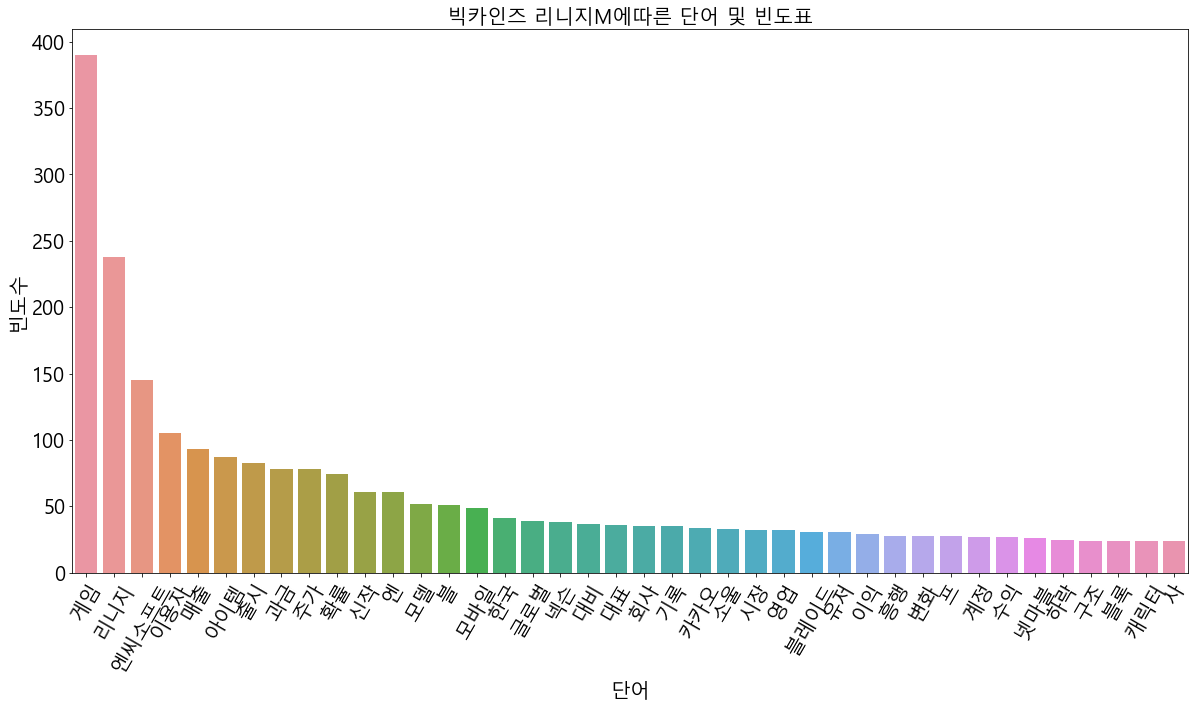 빅카인즈 리니지M에따른 단어 및 빈도표
400
350
300
250
200
150
100
50
0
빈도수
게임
리니지
엔씨소프트
이용자
매출
아이템
출시
과금
주가
확률
신작
엔
모델
불
모바일
한국
글로벌
넥슨
대비
대표
회사
기록
카카오
소울
시장
영업
블레이드
유저
이익
흥행
변화
프
계정
수익
넷마블
하락
구조
블록
캐릭터
사
단어